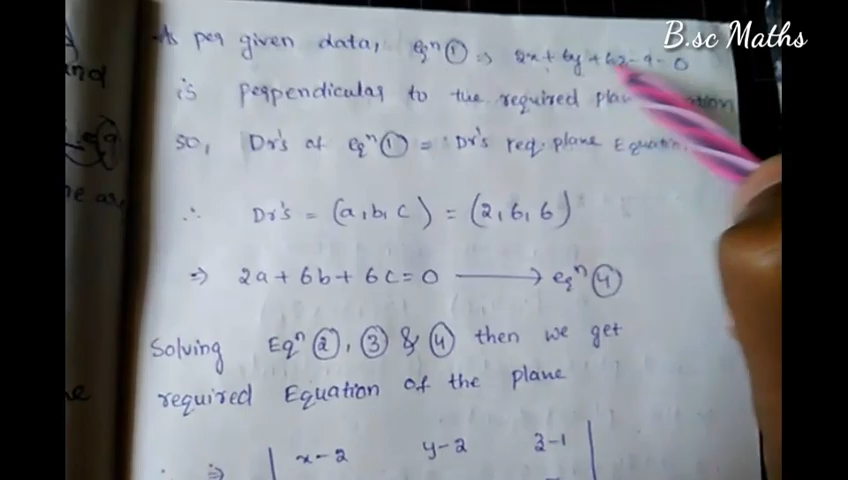 B.sc Maths
As per given data, eqⁿ ① ⇒ 2x + 6y + 6z - 9 = 0
is perpendicular to the required
so, Dr's of eqⁿ ① = Dr's req. plane Equation
∴ Dr's = (a, b, c) = (2, 6, 6)
⇒ 2a + 6b + 6c = 0 ⟶ eqⁿ ④
Solving Eqⁿ ②, ③ & ④ then we get
required Equation of the plane
⇒ | x-2 y-2 z-1 |
and